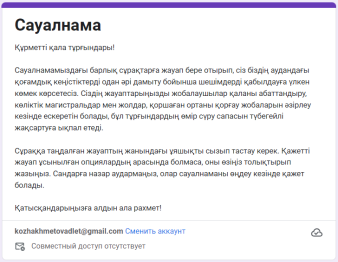 Сауалнама
Құрметті қала тұрғындары!
Сауалнамамыздағы барлық сұрақтарға жауап бере отырып, сіз біздің аудандағы
қоғамдық кеңістіктерді одан әрі дамыту бойынша шешімдерді қабылдауға үлкен
көмек көрсетесіз. Сіздің жауаптарыңызды жобалаушылар қаланы абаттандыру,
көліктік магистральдар мен жолдар, қоршаған ортаны қорғау жобаларын әзірлеу
кезінде ескеретін болады, бұл тұрғындардың өмір сүру сапасын түбегейлі
жақсартуға ықпал етеді.
Сұраққа таңдалған жауаптың жанындағы ұяшықты сызып тастау керек. Қажетті
жауап ұсынылған опциялардың арасында болмаса, оны өзіңіз толықтырып
жазыңыз. Сандарға назар аудармаңыз, олар сауалнаманы өңдеу кезінде қажет
болады.
Қатысқандарыңызға алдын ала рахмет!
kozhakhmetovadlet@gmail.com Сменить аккаунт
Совместный доступ отсутствует